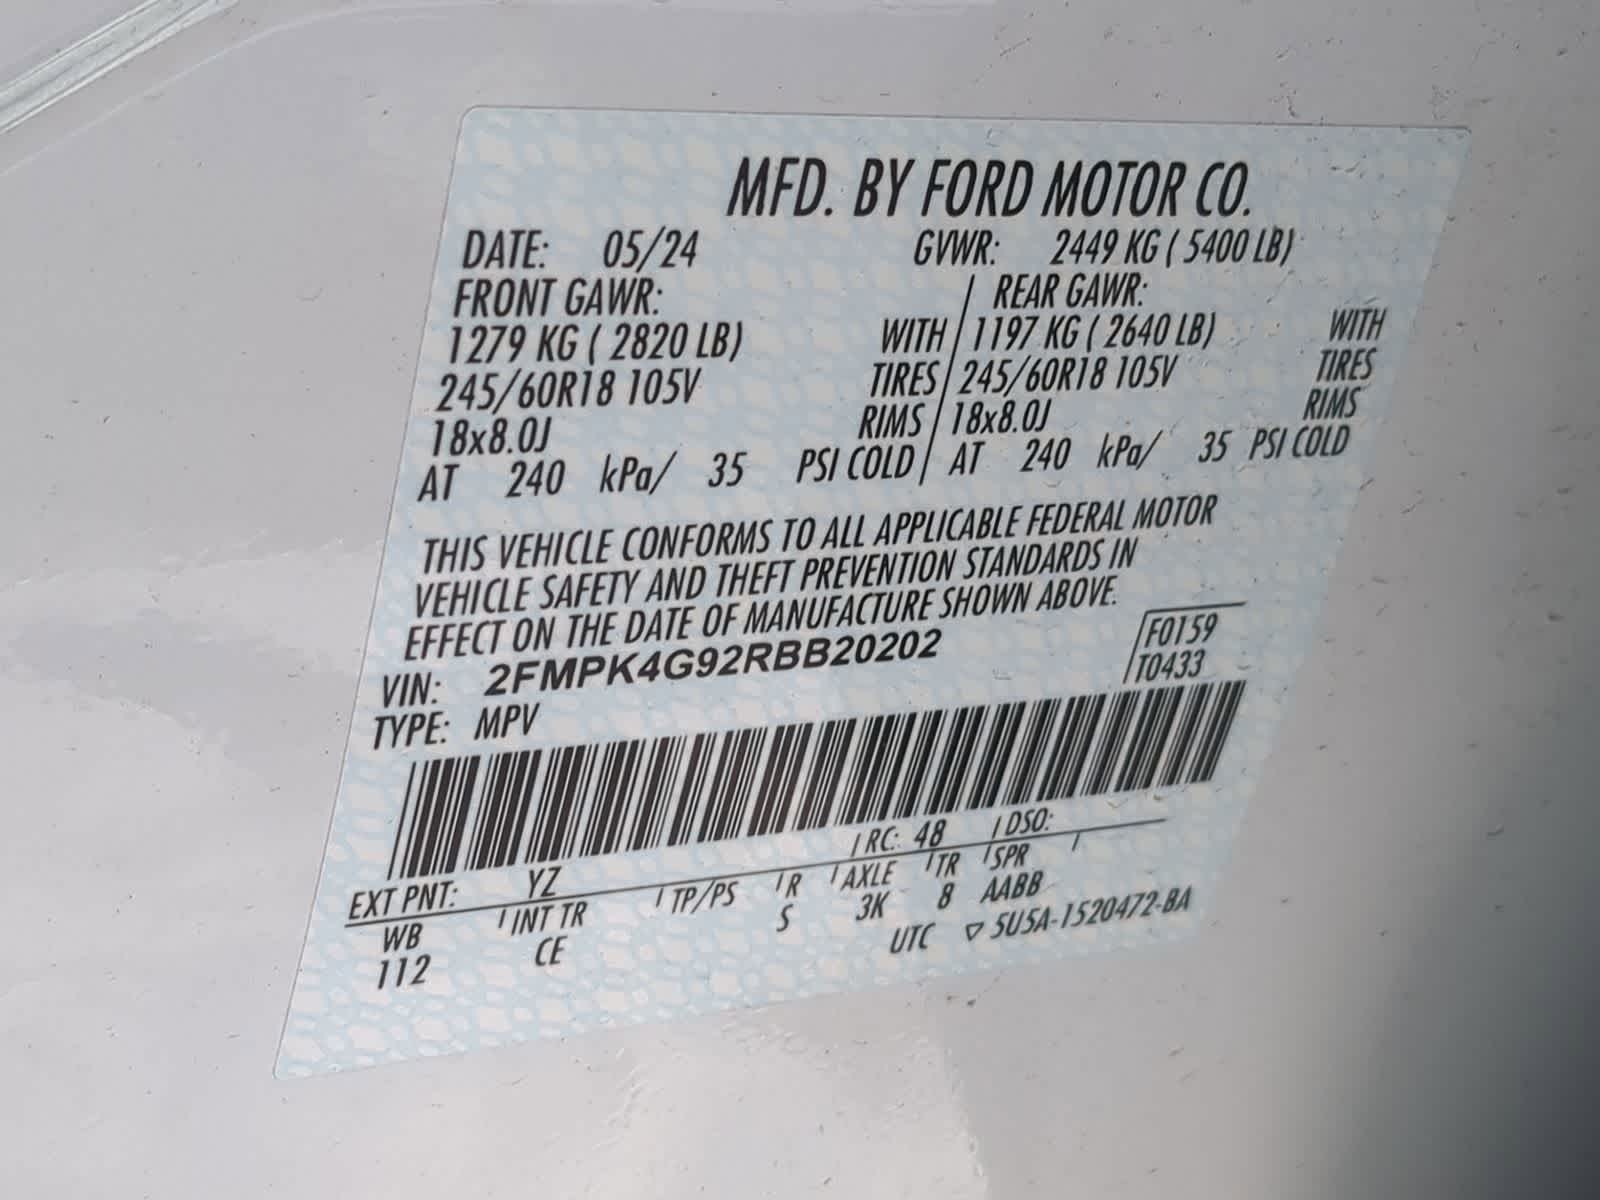 MFD. BY FORD MOTOR CO.
DATE: 05/24 GVWR: 2449 KG ( 5400 LB)
FRONT GAWR: / REAR GAWR:
1279 KG ( 2820 LB) WITH / 1197 KG ( 2640 LB) WITH
245/60R18 105V TIRES / 245/60R18 105V TIRES
18x8.0J RIMS / 18x8.0J RIMS
AT 240 kPa/ 35 PSI COLD / AT 240 kPa/ 35 PSI COLD
THIS VEHICLE CONFORMS TO ALL APPLICABLE FEDERAL MOTOR
VEHICLE SAFETY AND THEFT PREVENTION STANDARDS IN
EFFECT ON THE DATE OF MANUFACTURE SHOWN ABOVE.
VIN: 2FMPK4G92RBB20202
F0159
T0433
TYPE: MPV
EXT PNT: YZ RC: 48 DSO:
WB INT TR TP/PS R AXLE TR SPR
112 CE S 3K 8 AABB
UTC ▽ 5U5A-1520472-BA